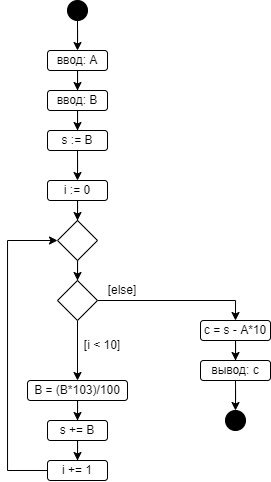 ввод: A
ввод: B
s := B
i := 0
[else]
c = s - A*10
[i < 10]
вывод: c
B = (B*103)/100
s += B
i += 1